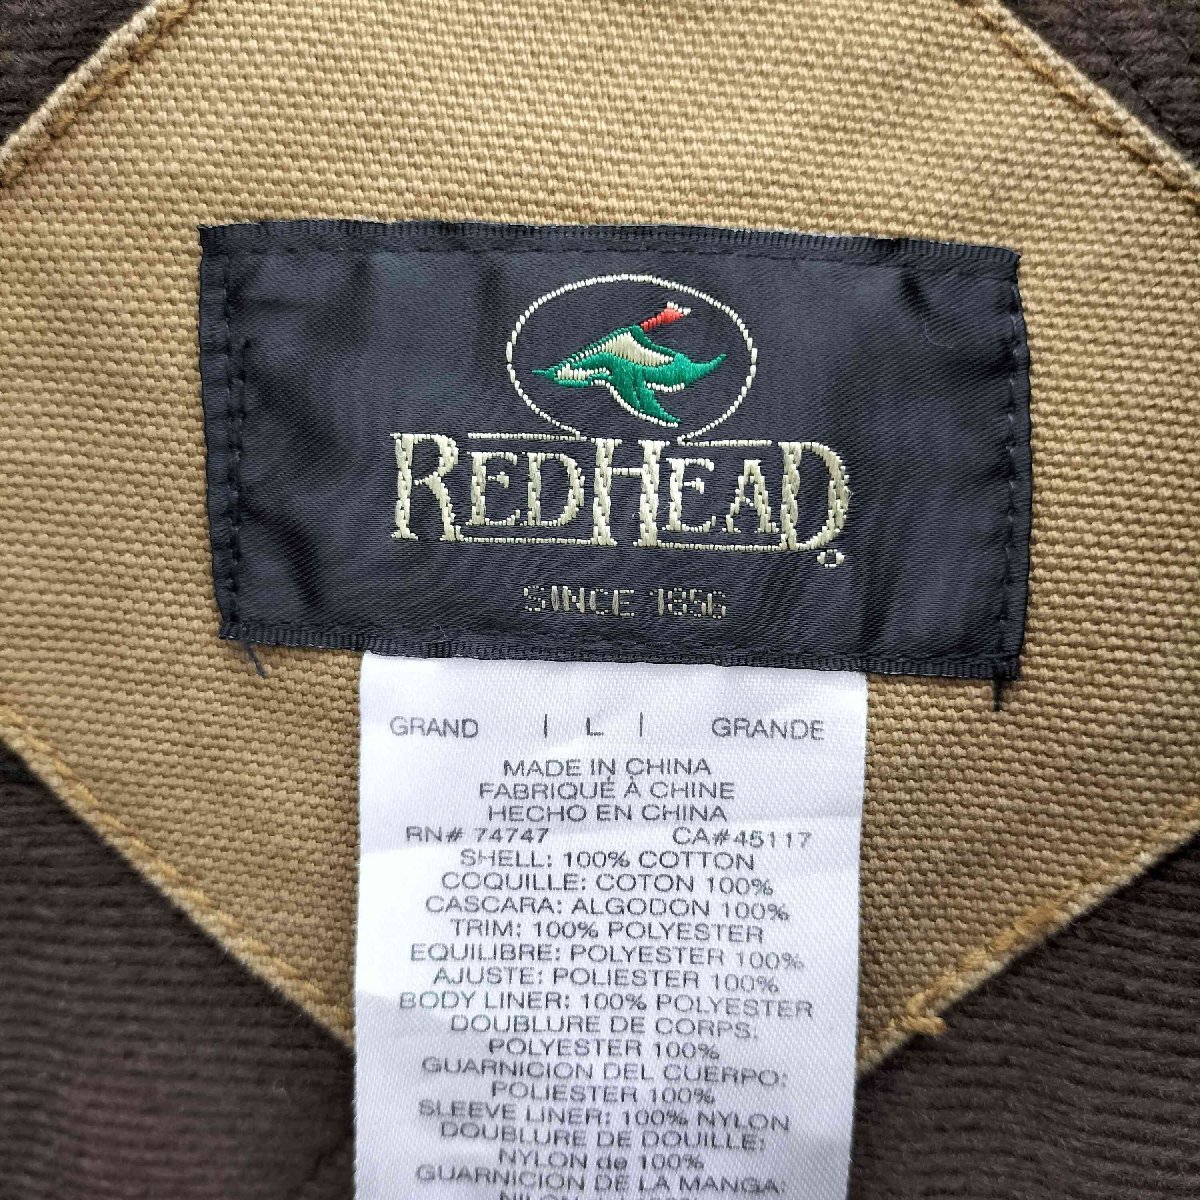 REDHEAD®
SINCE 1856
GRAND | L | GRANDE
MADE IN CHINA
FABRIQUÉ À CHINE
HECHO EN CHINA
RN# 74747 CA#45117
SHELL: 100% COTTON
COQUILLE: COTON 100%
CASCARA: ALGODON 100%
TRIM: 100% POLYESTER
EQUILIBRE: POLYESTER 100%
AJUSTE: POLIESTER 100%
BODY LINER: 100% POLYESTER
DOUBLURE DE CORPS:
POLYESTER 100%
GUARNICION DEL CUERPO:
POLIESTER 100%
SLEEVE LINER: 100% NYLON
DOUBLURE DE DOUILLE:
NYLON de 100%
GUARNICION DE LA MANGA: